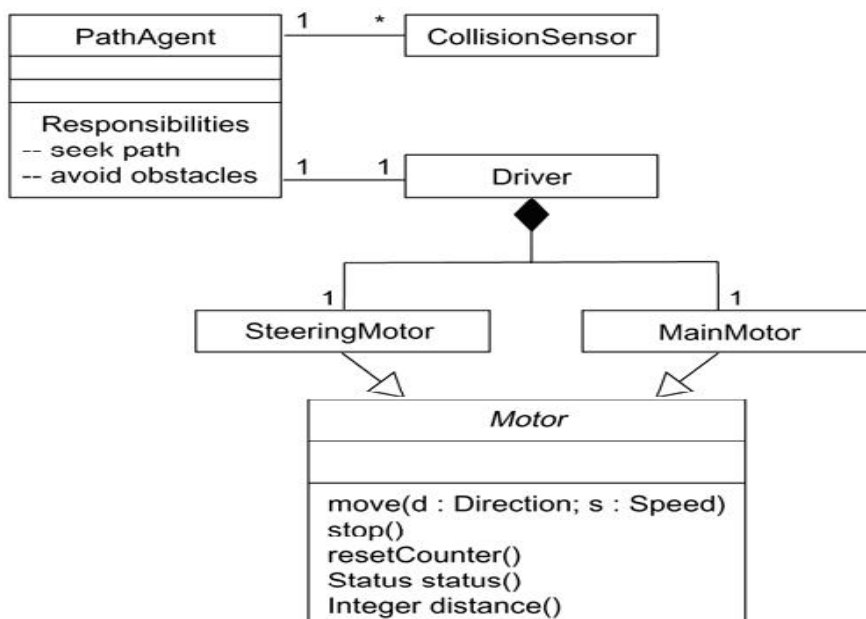 PathAgent
1
*
CollisionSensor
Responsibilities
-- seek path
-- avoid obstacles
1
1
Driver
1
1
SteeringMotor
MainMotor
Motor
move(d : Direction; s : Speed)
stop()
resetCounter()
Status status()
Integer distance()